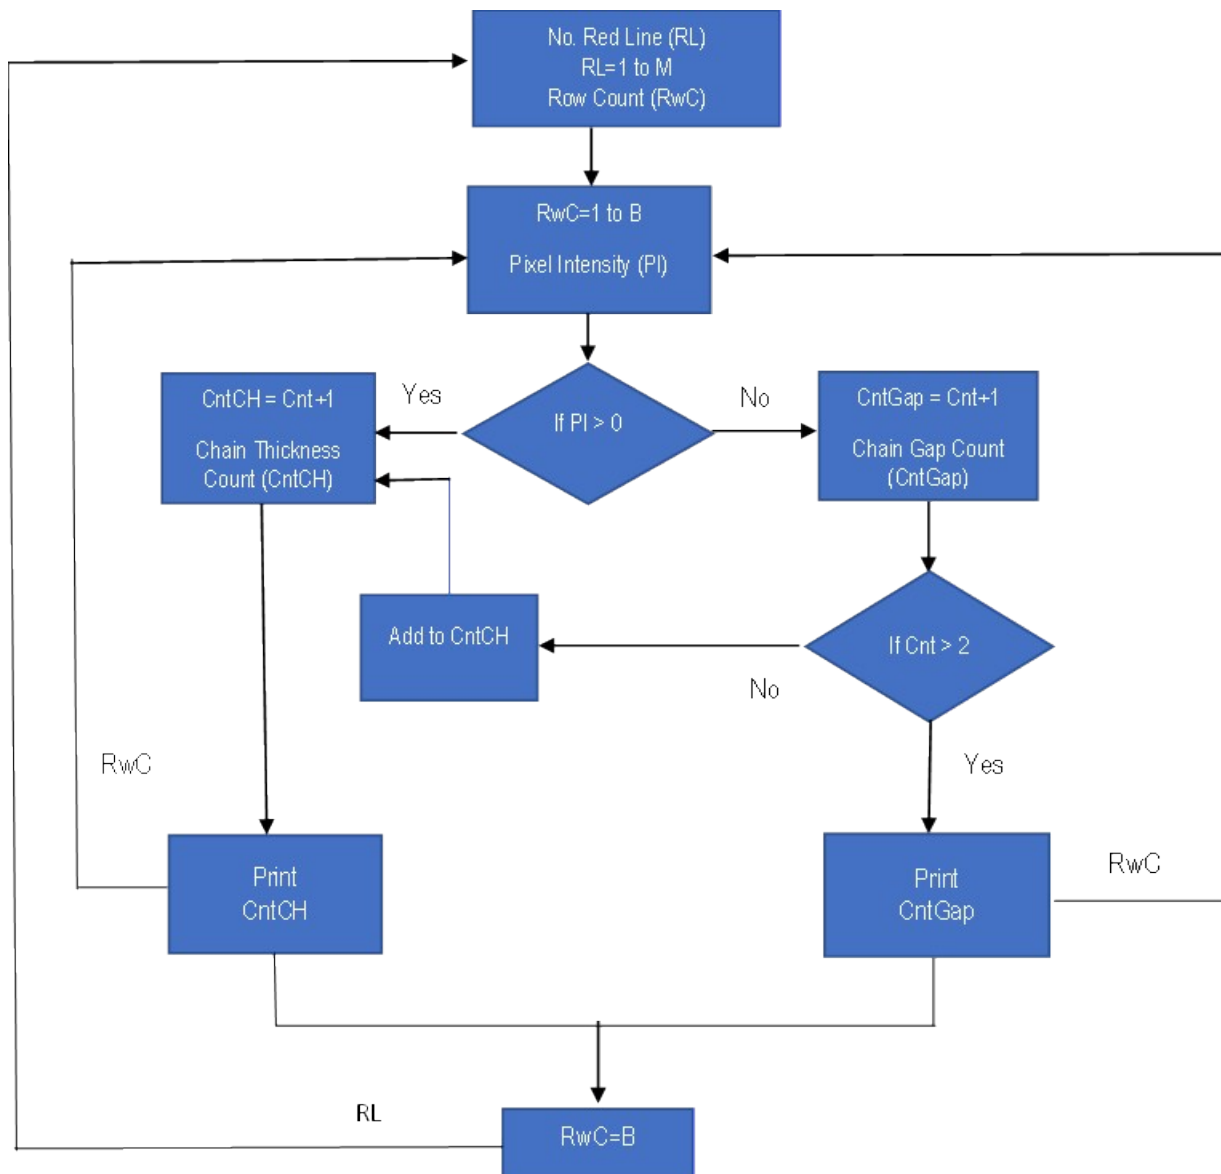 No. Red Line (RL)
RL=1 to M
Row Count (RwC)
RwC=1 to B
Pixel Intensity (PI)
If PI > 0
Yes
No
CntCH = Cnt+1
Chain Thickness
Count (CntCH)
CntGap = Cnt+1
Chain Gap Count
(CntGap)
Add to CntCH
If Cnt > 2
No
Yes
RwC
Print
CntCH
Print
CntGap
RwC
RL
RwC=B